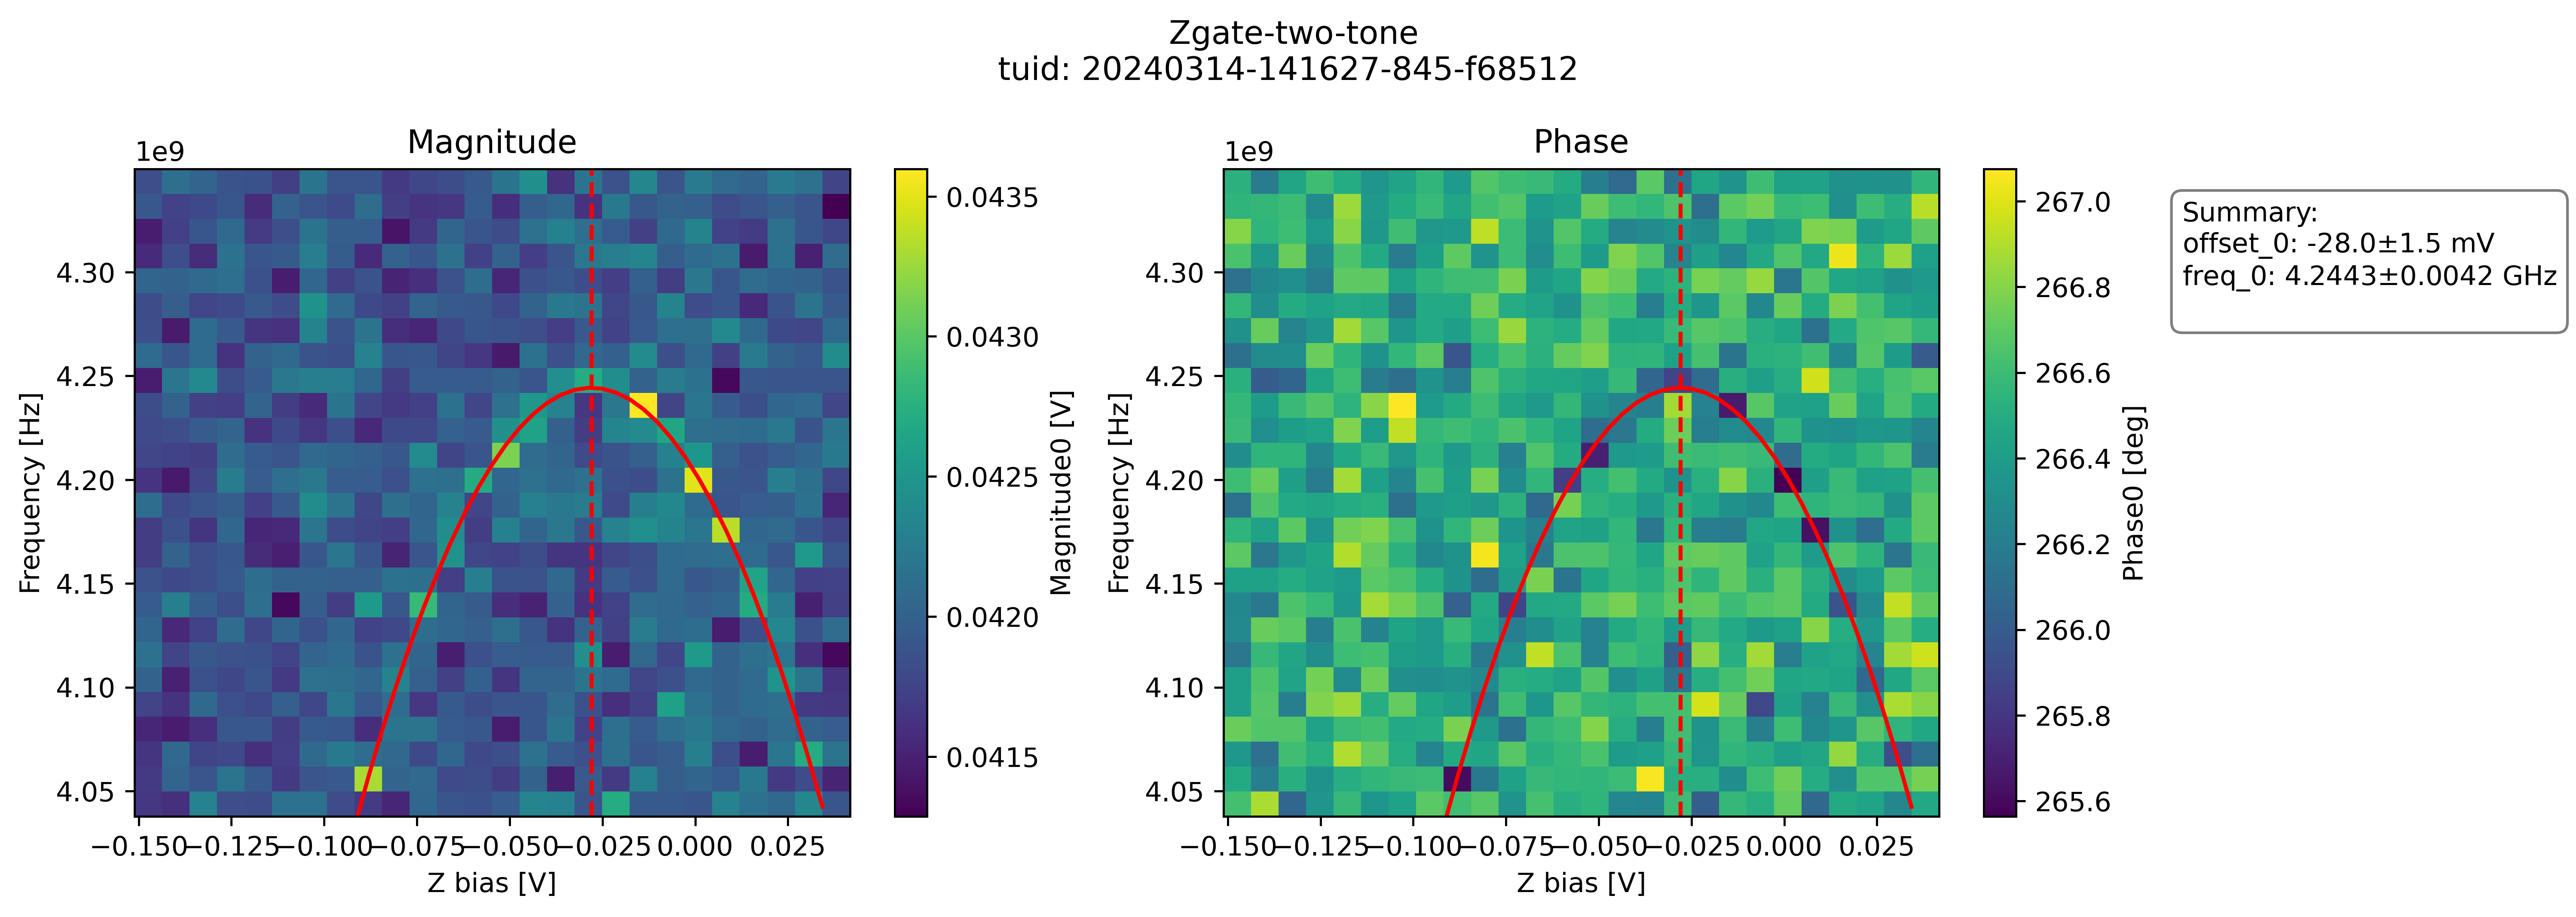 Zgate-two-tone
tuid: 20240314-141627-845-f68512
Magnitude
1e9
4.30
4.25
4.20
4.15
4.10
4.05
Frequency [Hz]
−0.150
−0.125
−0.100
−0.075
−0.050
−0.025
0.000
0.025
Z bias [V]
0.0435
0.0430
0.0425
0.0420
0.0415
Magnitude0 [V]
Phase
1e9
4.30
4.25
4.20
4.15
4.10
4.05
Frequency [Hz]
−0.150
−0.125
−0.100
−0.075
−0.050
−0.025
0.000
0.025
Z bias [V]
267.0
266.8
266.6
266.4
266.2
266.0
265.8
265.6
Phase0 [deg]
Summary:
offset_0: -28.0±1.5 mV
freq_0: 4.2443±0.0042 GHz